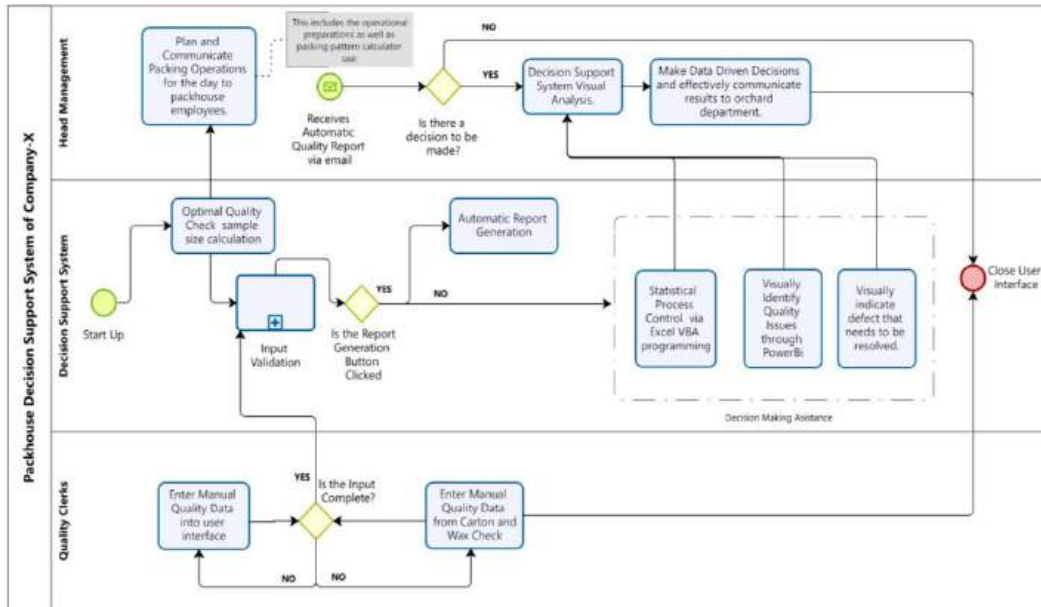 Packhouse Decision Support System of Company-X
Head Management
Plan and
Communicate
Packing Operations
for the day to
packhouse
employees.
This includes the operational
preparations as well as
packing pattern calculator
use
Receives
Automatic
Quality Report
via email
Is there a
decision to be
made?
NO
YES
Decision Support
System Visual
Analysis.
Make Data Driven Decisions
and effectively communicate
results to orchard
department.
Decision Support System
Start Up
Optimal Quality
Check sample
size calculation
Input
Validation
Is the Report
Generation
Button
Clicked
YES
NO
Automatic Report
Generation
Statistical
Process
Control via
Excel VBA
programming
Visually
Identify
Quality
Issues
through
PowerBi
Visually
indicate
defect that
needs to be
resolved.
Decision Making Asistance
Close User
Interface
Quality Clerks
Enter Manual
Quality Data
into user
interface
YES
Is the Input
Complete?
NO
NO
Enter Manual
Quality Data
from Carton and
Wax Check